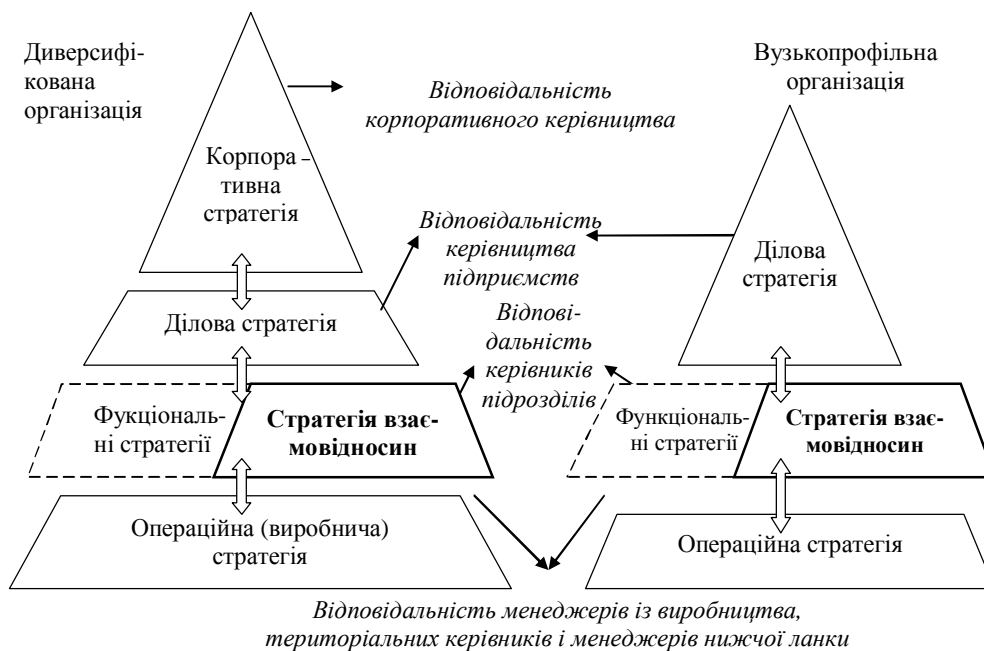 Диверсифі-
кована
організація
Вузькопрофільна
організація
Відповідальність
корпоративного керівництва
Корпора –
тивна
стратегія
Відповідальність
керівництва
підприємств
Ділова
стратегія
Ділова стратегія
Відпові-
дальність
керівників
підрозділів
Фукціональ-
ні стратегії
Стратегія взає-
мовідносин
Функціональ-
ні стратегії
Стратегія взає-
мовідносин
Операційна (виробнича)
стратегія
Операційна стратегія
Відповідальність менеджерів із виробництва,
територіальних керівників і менеджерів нижчої ланки